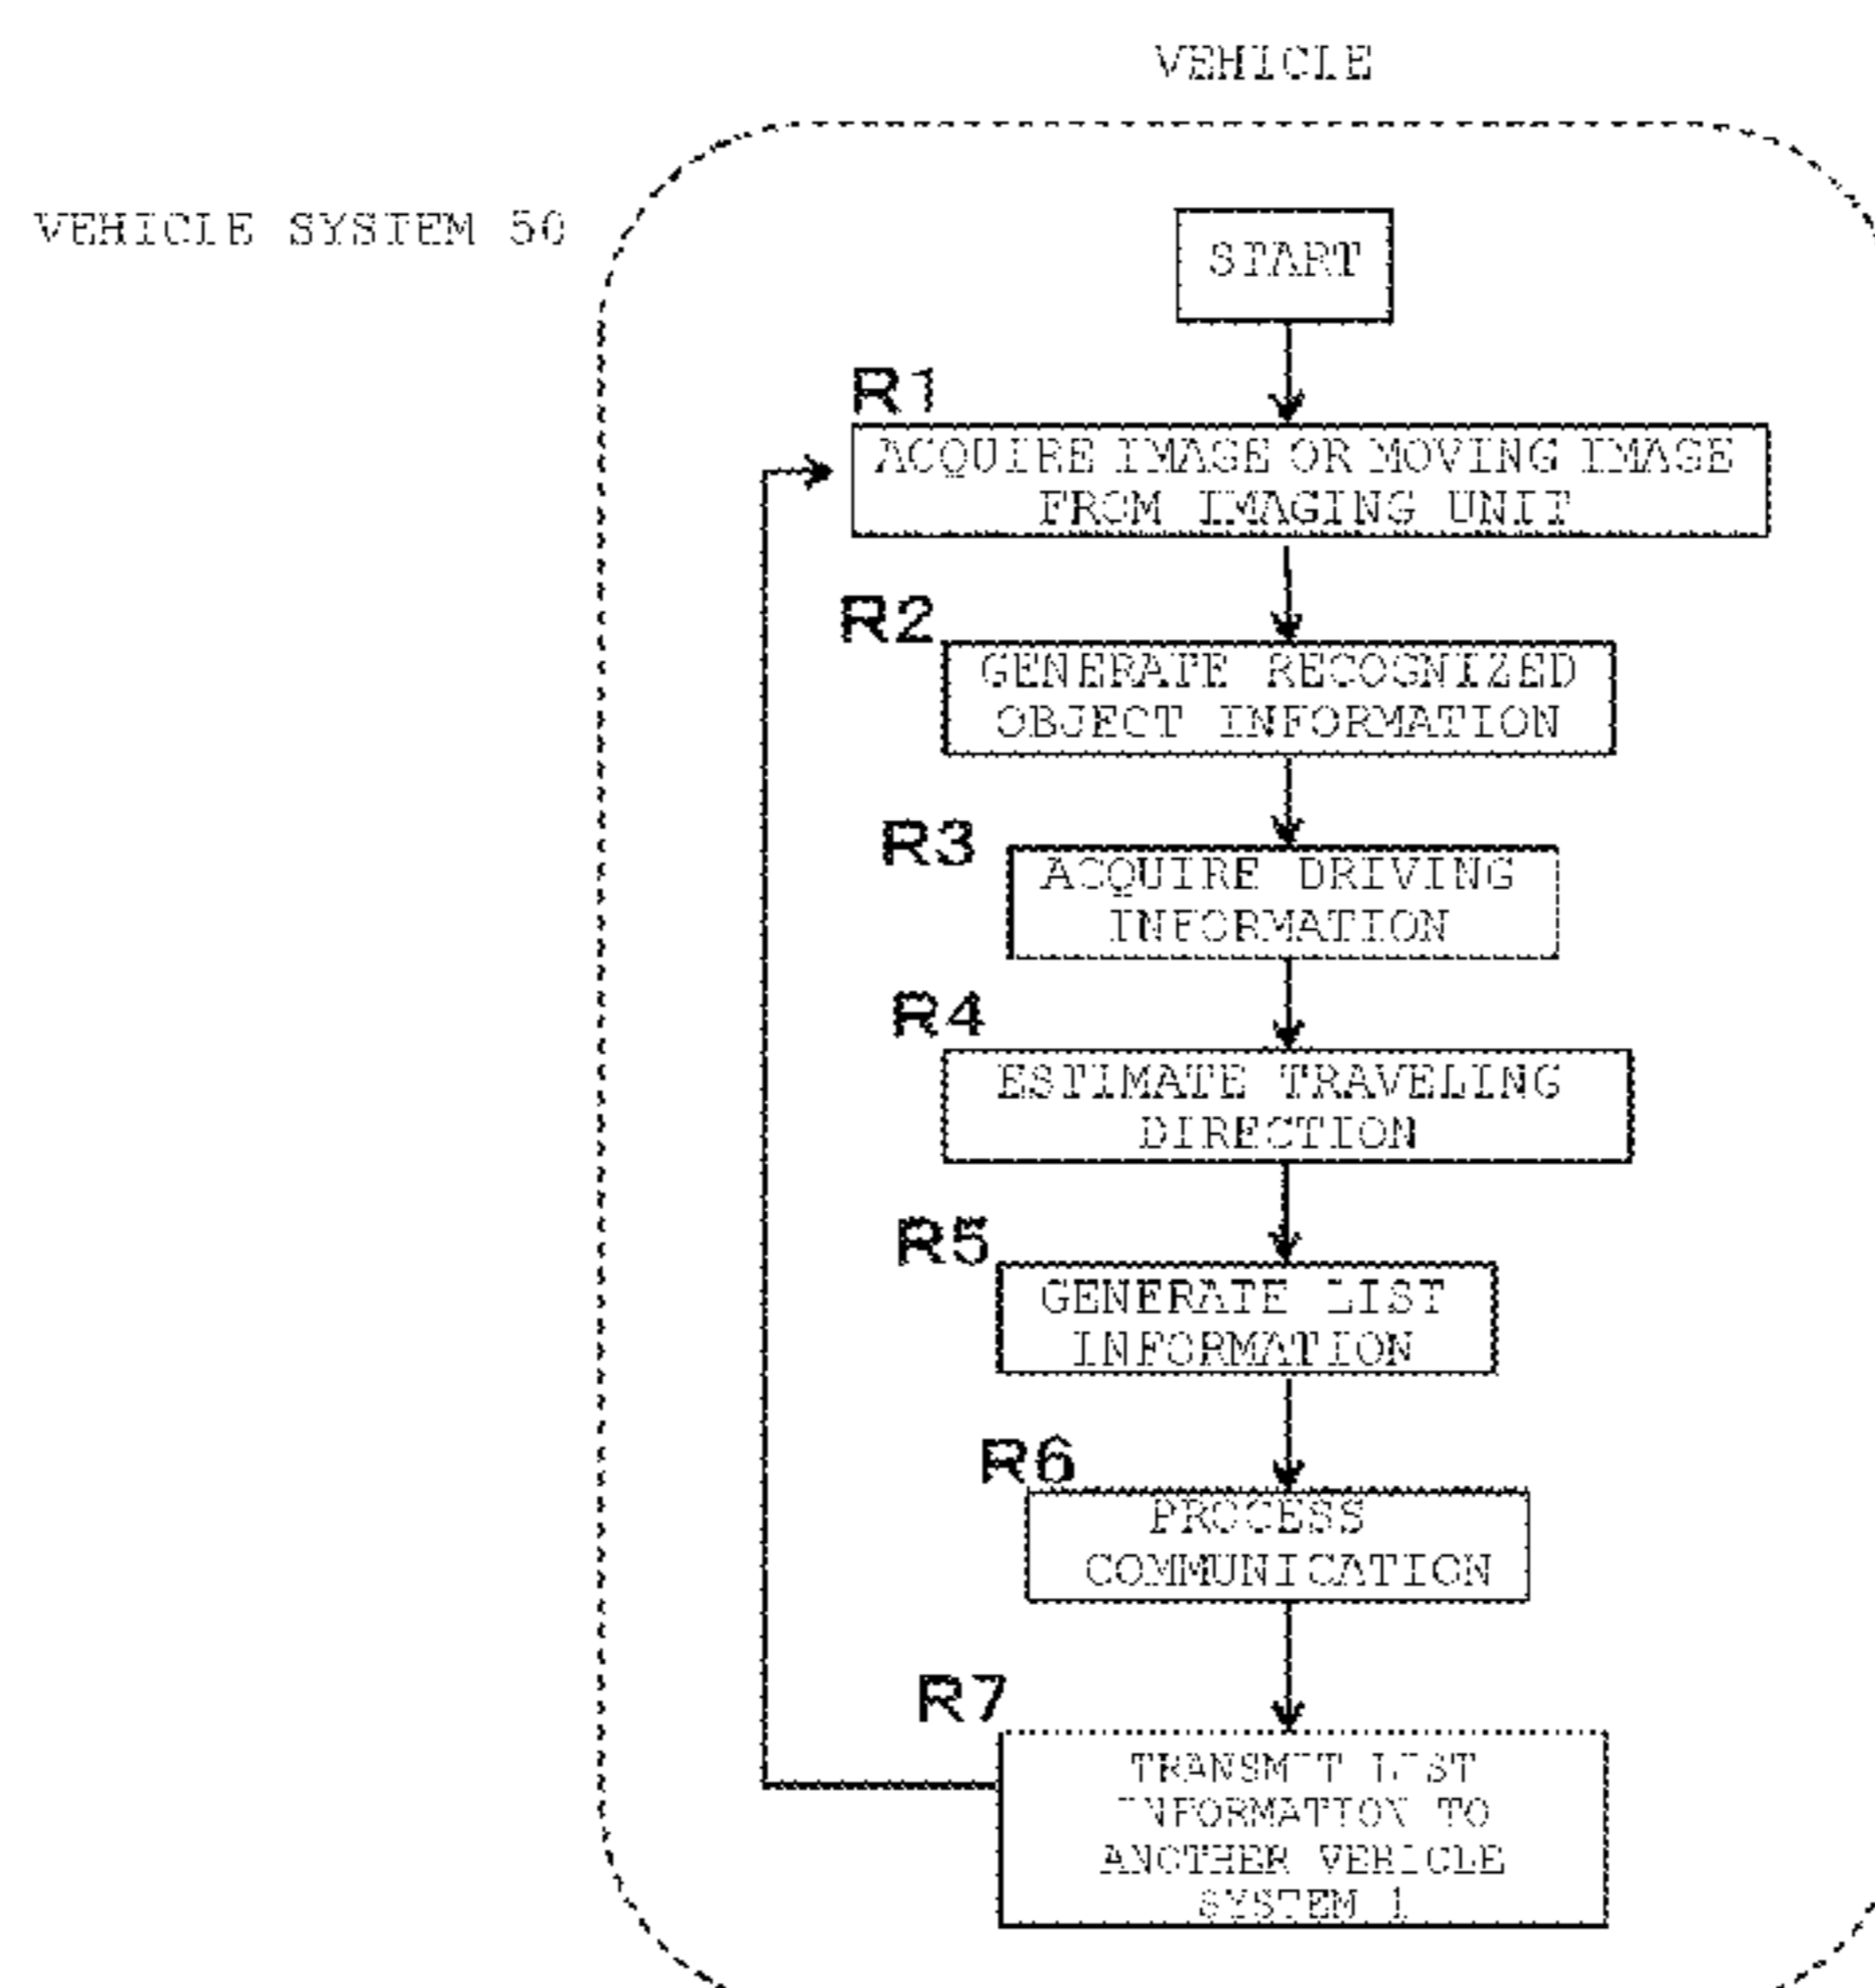 VEHICLE
VEHICLE SYSTEM 50
START
R1
ACQUIRE IMAGE OR MOVING IMAGE
FROM IMAGING UNIT
R2
GENERATE RECOGNIZED
OBJECT INFORMATION
R3
ACQUIRE DRIVING
INFORMATION
R4
ESTIMATE TRAVELING
DIRECTION
R5
GENERATE LIST
INFORMATION
R6
PROCESS
COMMUNICATION
R7
TRANSMIT LIST
INFORMATION TO
ANOTHER VEHICLE
SYSTEM 1